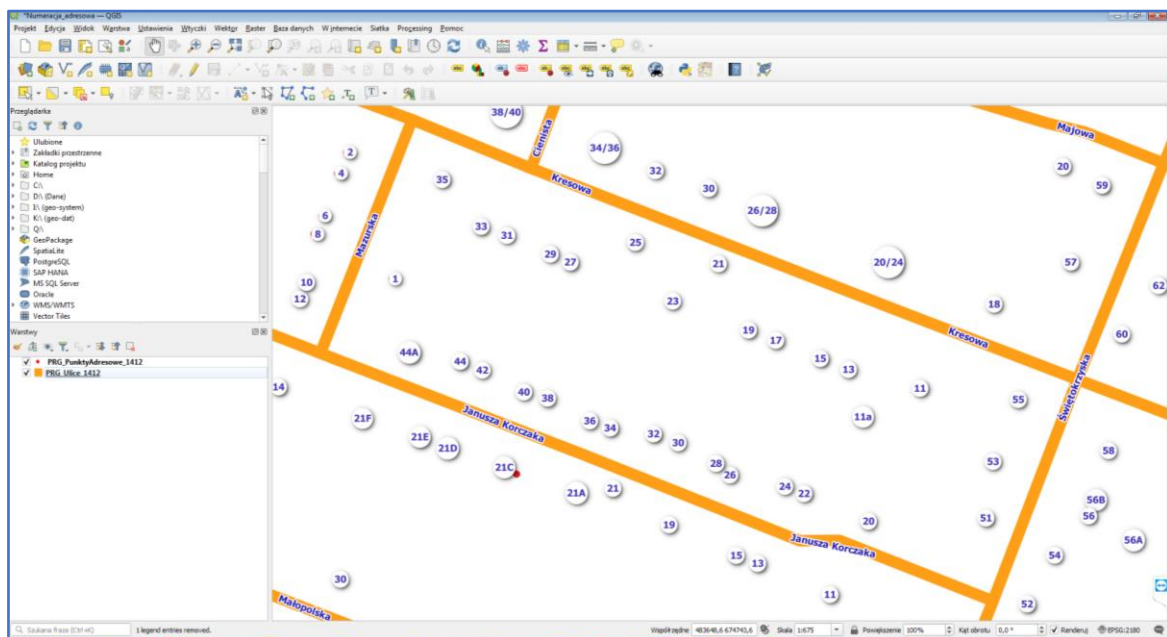 *Numeracja_adresowa — QGIS
Projekt Edycja Widok Warstwa Ustawienia Wtyczki Wektor Raster Baza danych W internecie Siatka Processing Pomoc
Przeglądarka
Ulubione
Zakładki przestrzenne
Katalog projektu
Home
C:\
D:\ (Dane)
I:\ (geo-system)
K:\ (geo-dat)
Q:\
GeoPackage
SpatiaLite
PostgreSQL
SAP HANA
MS SQL Server
Oracle
WMS/WMTS
Vector Tiles
Warstwy
PRG_PunktyAdresowe_1412
PRG_Ulice_1412
38/40
Cienista
34/36
Majowa
2
4
35
32
30
20
59
Kresowa
26/28
6
8
Mazurska
33
31
25
29
27
21
20/24
57
10
12
1
23
18
62
19
17
Kresowa
60
44A
44
42
15
13
14
40
38
11
55
Świętokrzyska
21F
Janusza Korczaka
36
34
11a
21E
21D
32
30
58
21C
28
26
53
21A
21
24
22
56B
56
19
20
51
56A
Janusza Korczaka
15
13
54
30
11
52
Małopolska
Szukana fraza (Ctrl+K)
1 legend entries removed.
Współrzędne 483648,6 674743,6 Skala 1:675 Powiększenie 100% Kąt obrotu 0,0 ° Renderuj EPSG:2180